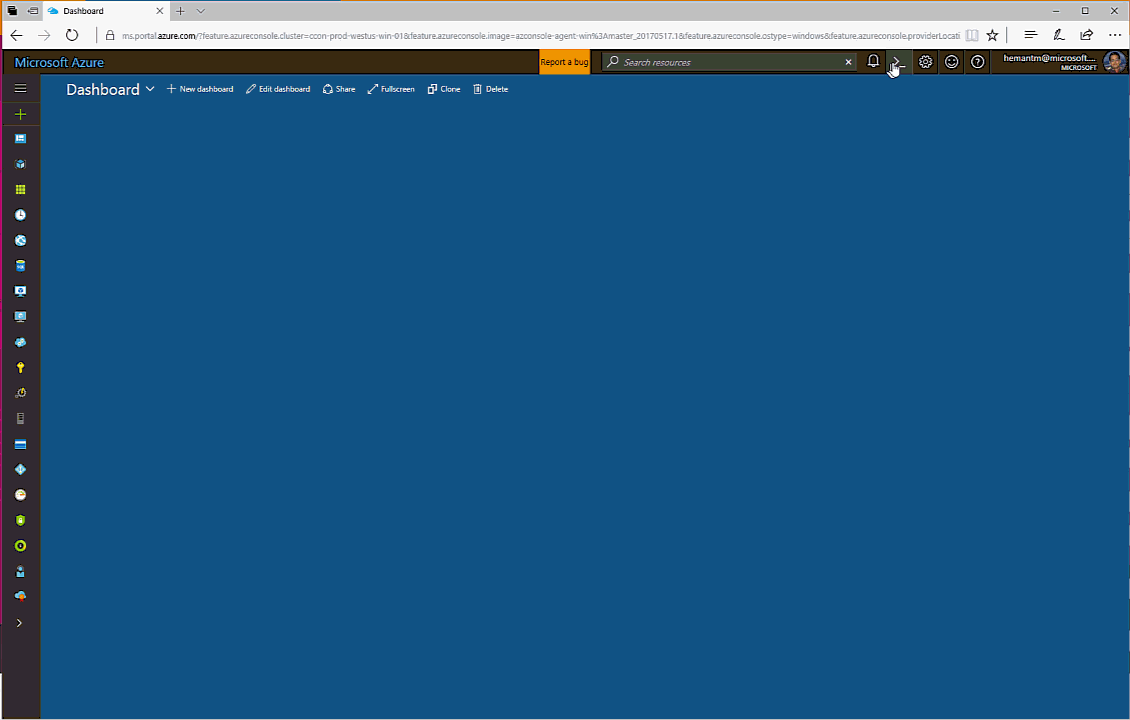 Dashboard
ms.portal.azure.com/?feature.azureconsole.cluster=ccon-prod-westus-win-01&feature.azureconsole.image=azconsole-agent-win%3Amaster_20170517.1&feature.azureconsole.ostype=windows&feature.azureconsole.providerLocati
Microsoft Azure
Report a bug
Search resources
hemantm@microsoft....
MICROSOFT
Dashboard
New dashboard
Edit dashboard
Share
Fullscreen
Clone
Delete